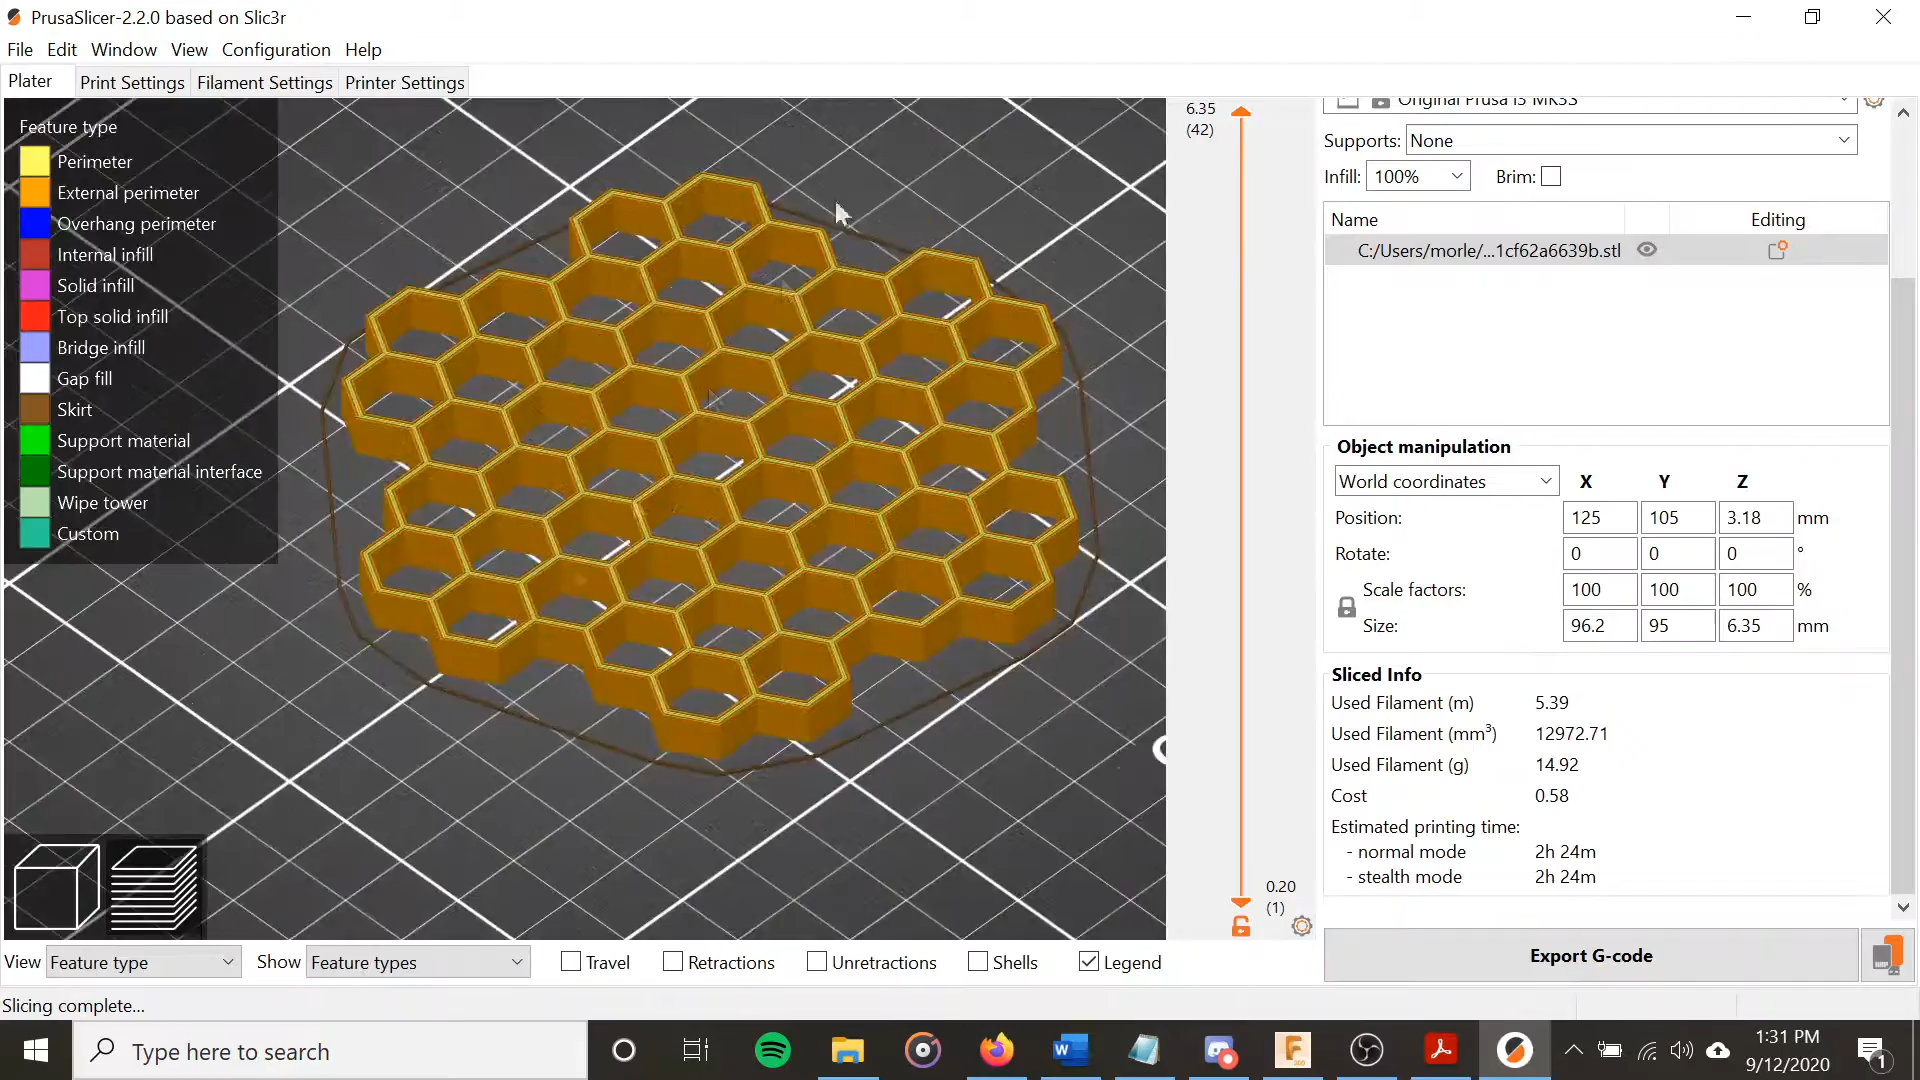 PrusaSlicer-2.2.0 based on Slic3r
File Edit Window View Configuration Help
Plater Print Settings Filament Settings Printer Settings
Feature type
Perimeter
External perimeter
Overhang perimeter
Internal infill
Solid infill
Top solid infill
Bridge infill
Gap fill
Skirt
Support material
Support material interface
Wipe tower
Custom
6.35
(42)
0.20
(1)
Original Prusa i3 MK3S
Supports: None
Infill: 100% Brim:
Name Editing
C:/Users/morle/...1cf62a6639b.stl
Object manipulation
World coordinates X Y Z
Position: 125 105 3.18 mm
Rotate: 0 0 0 °
Scale factors: 100 100 100 %
Size: 96.2 95 6.35 mm
Sliced Info
Used Filament (m) 5.39
Used Filament (mm³) 12972.71
Used Filament (g) 14.92
Cost 0.58
Estimated printing time:
- normal mode 2h 24m
- stealth mode 2h 24m
Export G-code
View Feature type Show Feature types Travel Retractions Unretractions Shells Legend
Slicing complete...
Type here to search
1:31 PM
9/12/2020
1